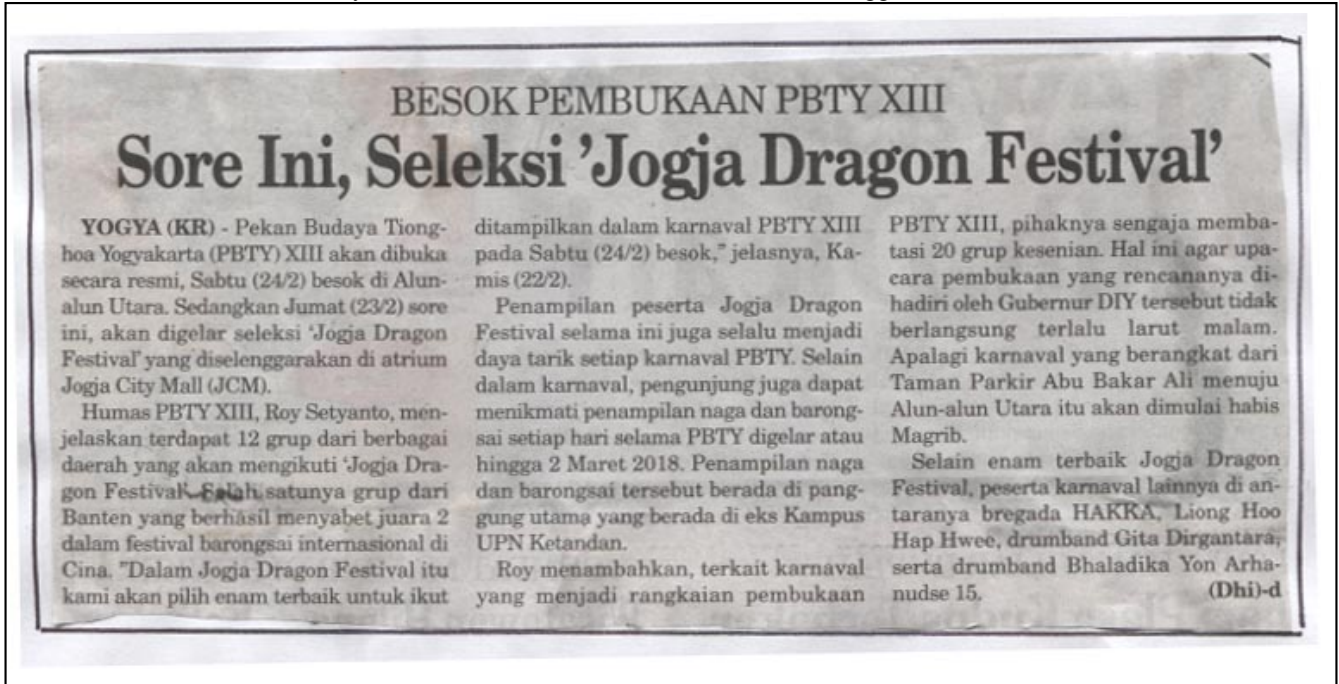 BESOK PEMBUKAAN PBTY XIII
Sore Ini, Seleksi 'Jogja Dragon Festival'
YOGYA (KR) - Pekan Budaya Tiong-
hoa Yogyakarta (PBTY) XIII akan dibuka
secara resmi, Sabtu (24/2) besok di Alun-
alun Utara. Sedangkan Jumat (23/2) sore
ini, akan digelar seleksi 'Jogja Dragon
Festival' yang diselenggarakan di atrium
Jogja City Mall (JCM).
Humas PBTY XIII, Roy Setyanto, men-
jelaskan terdapat 12 grup dari berbagai
daerah yang akan mengikuti 'Jogja Dra-
gon Festival'. Salah satunya grup dari
Banten yang berhasil menyabet juara 2
dalam festival barongsai internasional di
Cina. "Dalam Jogja Dragon Festival itu
kami akan pilih enam terbaik untuk ikut
ditampilkan dalam karnaval PBTY XIII
pada Sabtu (24/2) besok," jelasnya, Ka-
mis (22/2).
Penampilan peserta Jogja Dragon
Festival selama ini juga selalu menjadi
daya tarik setiap karnaval PBTY. Selain
dalam karnaval, pengunjung juga dapat
menikmati penampilan naga dan barong-
sai setiap hari selama PBTY digelar atau
hingga 2 Maret 2018. Penampilan naga
dan barongsai tersebut berada di pang-
gung utama yang berada di eks Kampus
UPN Ketandan.
Roy menambahkan, terkait karnaval
yang menjadi rangkaian pembukaan
PBTY XIII, pihaknya sengaja memba-
tasi 20 grup kesenian. Hal ini agar upa-
cara pembukaan yang rencananya di-
hadiri oleh Gubernur DIY tersebut tidak
berlangsung terlalu larut malam.
Apalagi karnaval yang berangkat dari
Taman Parkir Abu Bakar Ali menuju
Alun-alun Utara itu akan dimulai habis
Magrib.
Selain enam terbaik Jogja Dragon
Festival, peserta karnaval lainnya di an-
taranya bregada HAKKA, Liong Hoo
Hap Hwee, drumband Gita Dirgantara,
serta drumband Bhaladika Yon Arha-
nudse 15. (Dhi)-d